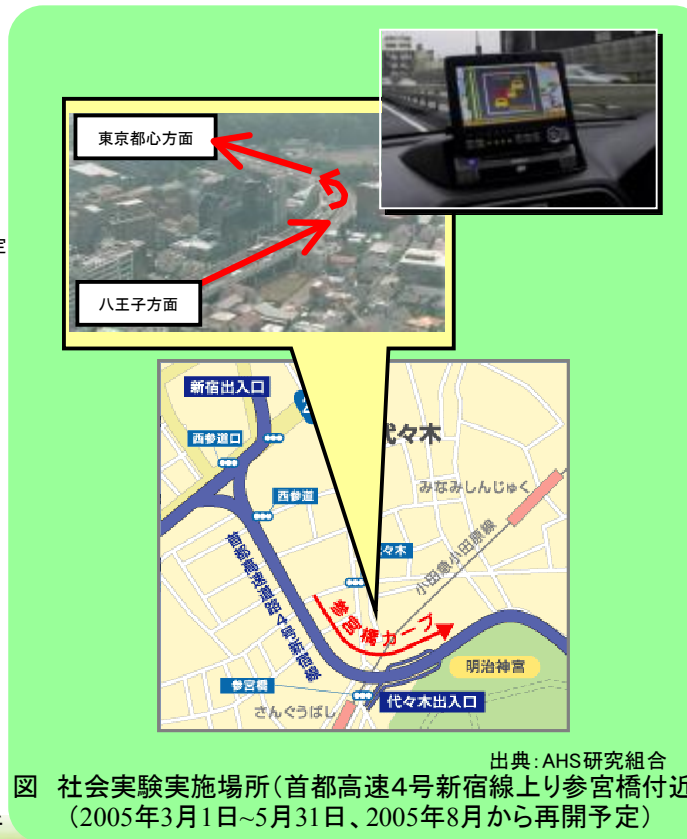 東京都心方面
八王子方面
新宿出入口
西参道口
代々木
西参道
みなみしんじゅく
小田急小田原線
首都高速道路4号新宿線
参宮橋カーブ
明治神宮
参宮橋
代々木出入口
さんぐうばし
出典：AHS研究組合
図 社会実験実施場所（首都高速4号新宿線上り参宮橋付近
（2005年3月1日~5月31日、2005年8月から再開予定）